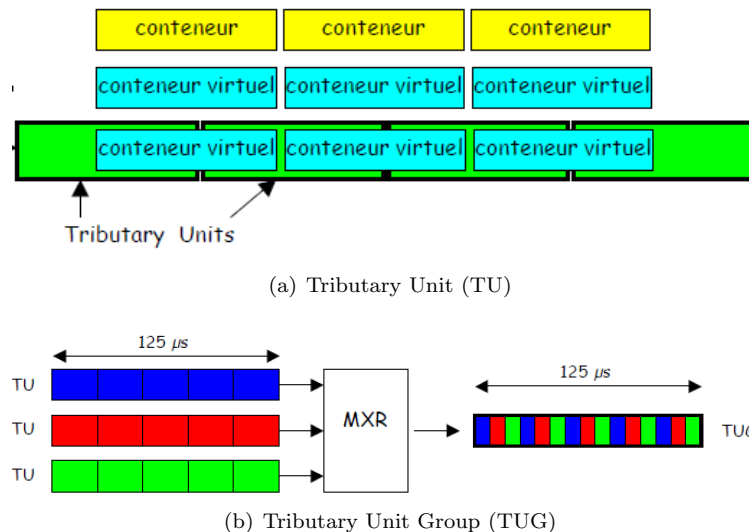 conteneur conteneur conteneur
conteneur virtuel conteneur virtuel conteneur virtuel
conteneur virtuel conteneur virtuel conteneur virtuel
Tributary Units
(a) Tributary Unit (TU)
125 µs
125 µs
TU
MXR
TU
TU
(b) Tributary Unit Group (TUG)